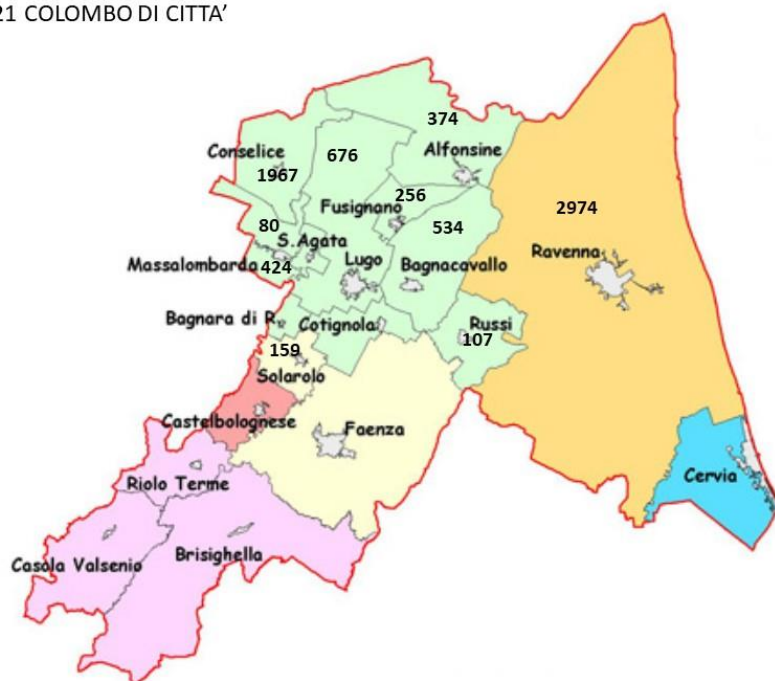 21 COLOMBO DI CITTA’
374
Alfonsine
Conselice
676
1967
Fusignano
256
534
2974
80
S.Agata
Massalombarda
424
Lugo
Bagnacavallo
Ravenna
Bagnara di R.
Cotignola
Russi
107
159
Solarolo
Castelbolognese
Faenza
Riolo Terme
Cervia
Brisighella
Casola Valsenio